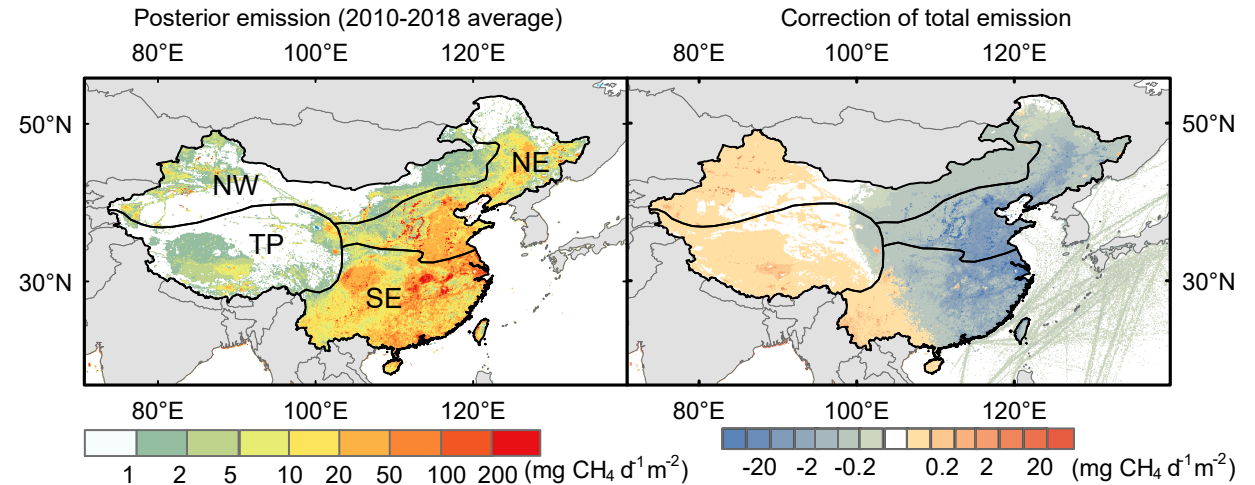 Posterior emission (2010-2018 average)
Correction of total emission
80°E 100°E 120°E
80°E 100°E 120°E
50°N
30°N
NW
NE
TP
SE
50°N
30°N
80°E 100°E 120°E
80°E 100°E 120°E
1 2 5 10 20 50 100 200 (mg CH₄ d⁻¹m⁻²)
-20 -2 -0.2 0.2 2 20 (mg CH₄ d⁻¹m⁻²)